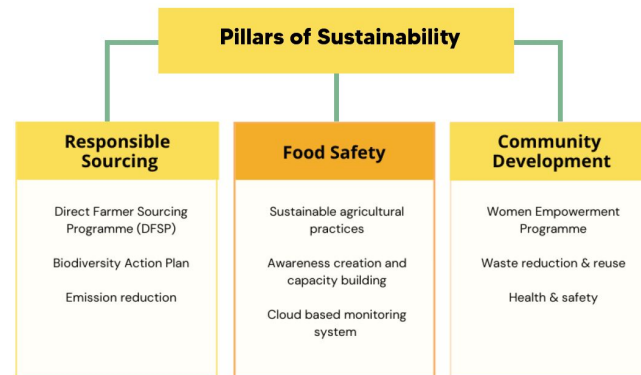 Pillars of Sustainability
Responsible
Sourcing
Direct Farmer Sourcing
Programme (DFSP)
Biodiversity Action Plan
Emission reduction
Food Safety
Sustainable agricultural
practices
Awareness creation and
capacity building
Cloud based monitoring
system
Community
Development
Women Empowerment
Programme
Waste reduction & reuse
Health & safety